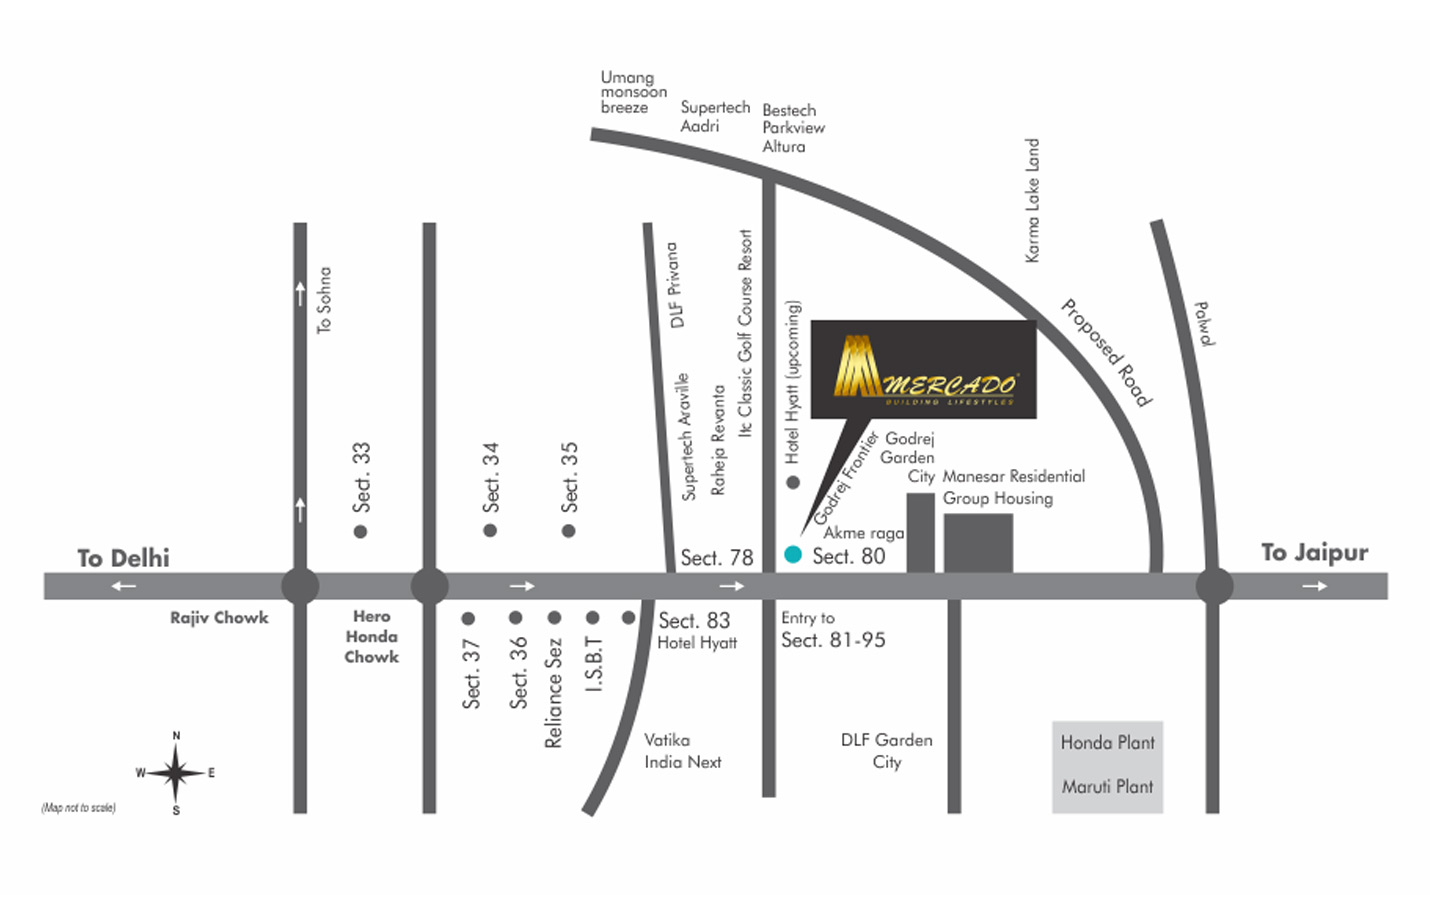 Umang
monsoon
breeze
Supertech
Aadri
Bestech
Parkview
Altura
Karma Lake Land
To Sohna
DLF Privana
Supertech Araville
Raheja Revanta
Itc Classic Golf Course Resort
Hotel Hyatt (upcoming)
MERCADO
BUILDING LIFESTYLES
Proposed Road
Palwal
Sect. 33
Sect. 34
Sect. 35
Godrej Frontier
Godrej
Garden
City
Manesar Residential
Group Housing
Akme raga
To Delhi
Sect. 78
Sect. 80
To Jaipur
Rajiv Chowk
Hero
Honda
Chowk
Sect. 37
Sect. 36
Reliance Sez
I.S.B.T
Sect. 83
Hotel Hyatt
Entry to
Sect. 81-95
Vatika
India Next
DLF Garden
City
Honda Plant
Maruti Plant
N
W
E
S
(Map not to scale)